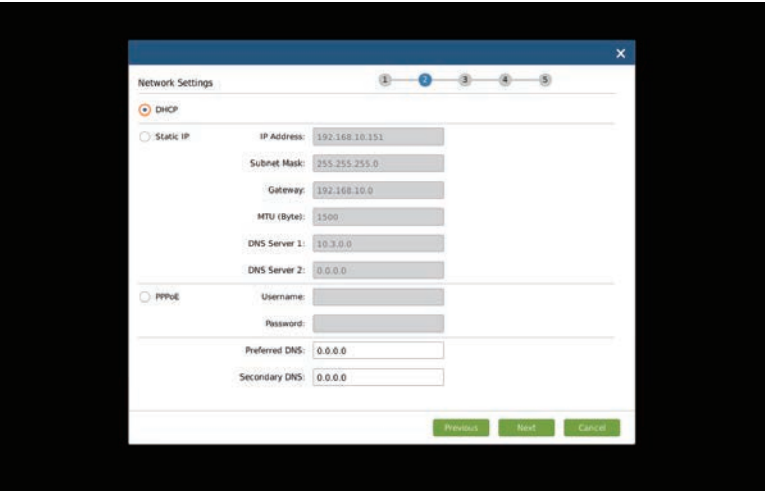 ×
Network Settings 1 2 3 4 5
DHCP
Static IP IP Address: 192.168.10.151
Subnet Mask: 255.255.255.0
Gateway: 192.168.10.0
MTU (Byte): 1500
DNS Server 1: 10.3.0.0
DNS Server 2: 0.0.0.0
PPPoE Username:
Password:
Preferred DNS: 0.0.0.0
Secondary DNS: 0.0.0.0
Previous Next Cancel